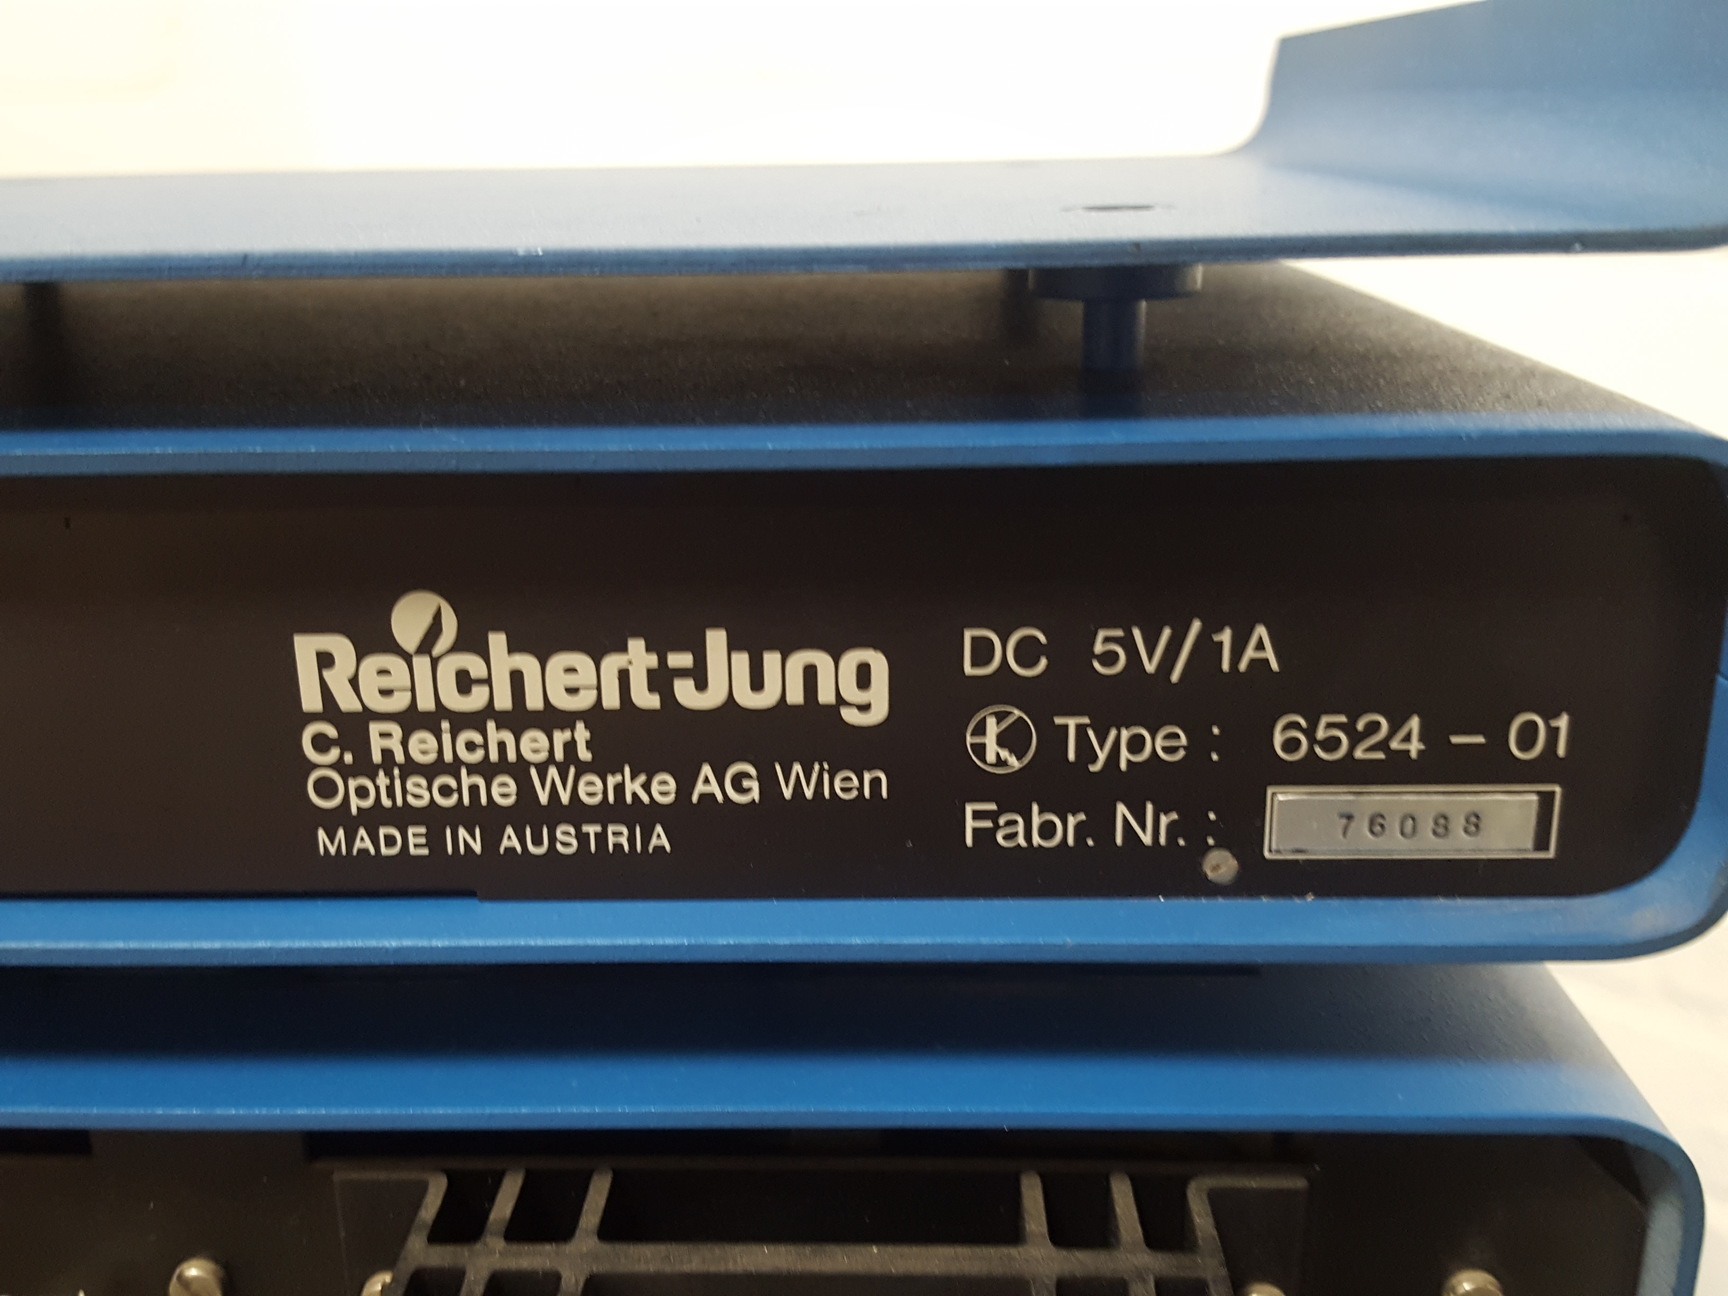 Reichert-Jung
C. Reichert
Optische Werke AG Wien
MADE IN AUSTRIA
DC 5V/1A
K Type : 6524 - 01
Fabr. Nr. : 76088